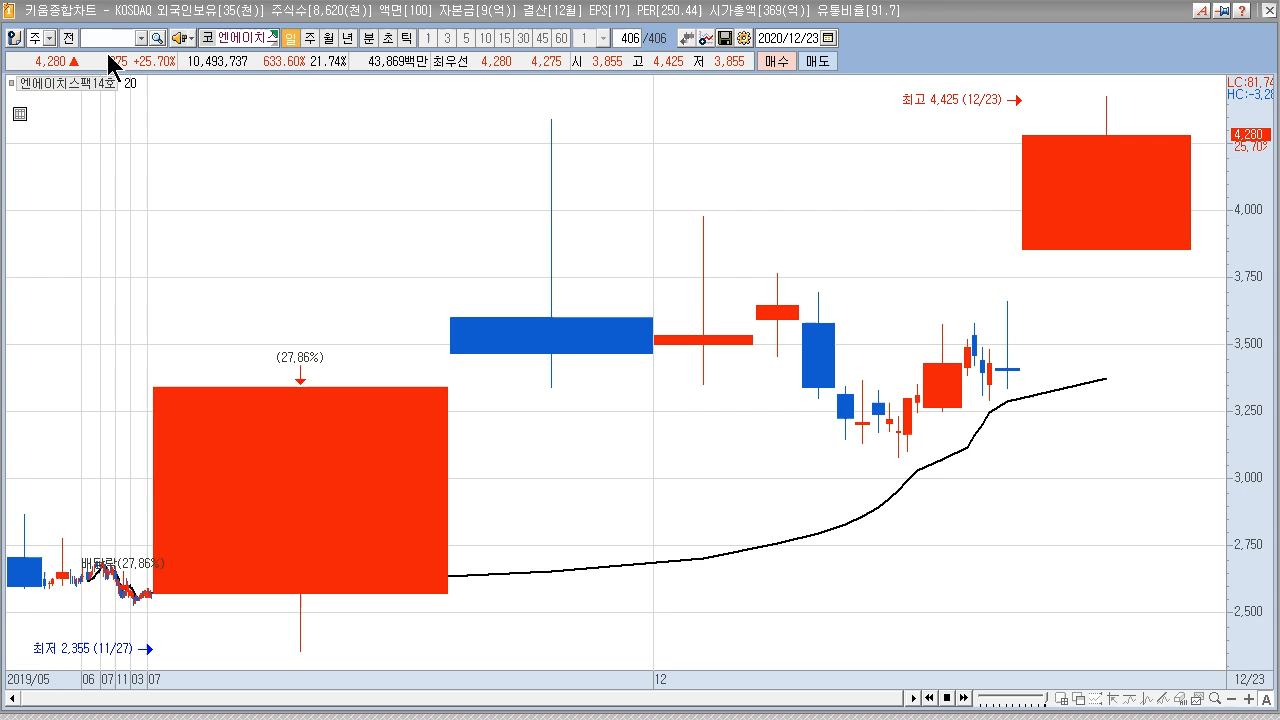 키움종합차트 - KOSDAQ 외국인보유[35(천)] 주식수[8,620(천)] 액면[100] 자본금[9(억)] 결산[12월] EPS[17] PER[250.44] 시가총액[369(억)] 유통비율[91.7]
주 전 코 엔에이치스 일 주 월 년 분 초 틱 1 3 5 10 15 30 45 60 1 406 /406 2020/12/23
4,280 ▲ 75 +25.70% 10,493,737 633.60% 21.74% 43,869백만 최우선 4,280 4,275 시 3,855 고 4,425 저 3,855 매수 매도
엔에이치스팩14호 20
LC:81.74
HC:-3.28
최고 4,425 (12/23)
4,280
25.70%
4,000
3,750
3,500
(27,86%)
3,250
3,000
2,750
배당락(27,86%)
2,500
최저 2,355 (11/27)
2019/05 06 07 11 03 07 12 12/23
A